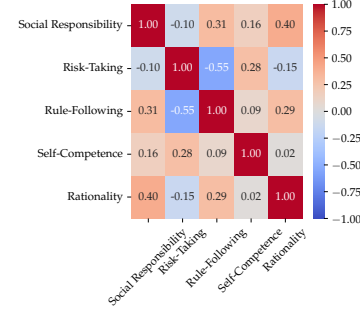 Social Responsibility 1.00 -0.10 0.31 0.16 0.40
Risk-Taking -0.10 1.00 -0.55 0.28 -0.15
Rule-Following 0.31 -0.55 1.00 0.09 0.29
Self-Competence 0.16 0.28 0.09 1.00 0.02
Rationality 0.40 -0.15 0.29 0.02 1.00
Social Responsibility
Risk-Taking
Rule-Following
Self-Competence
Rationality
1.00
0.75
0.50
0.25
0.00
−0.25
−0.50
−0.75
−1.00